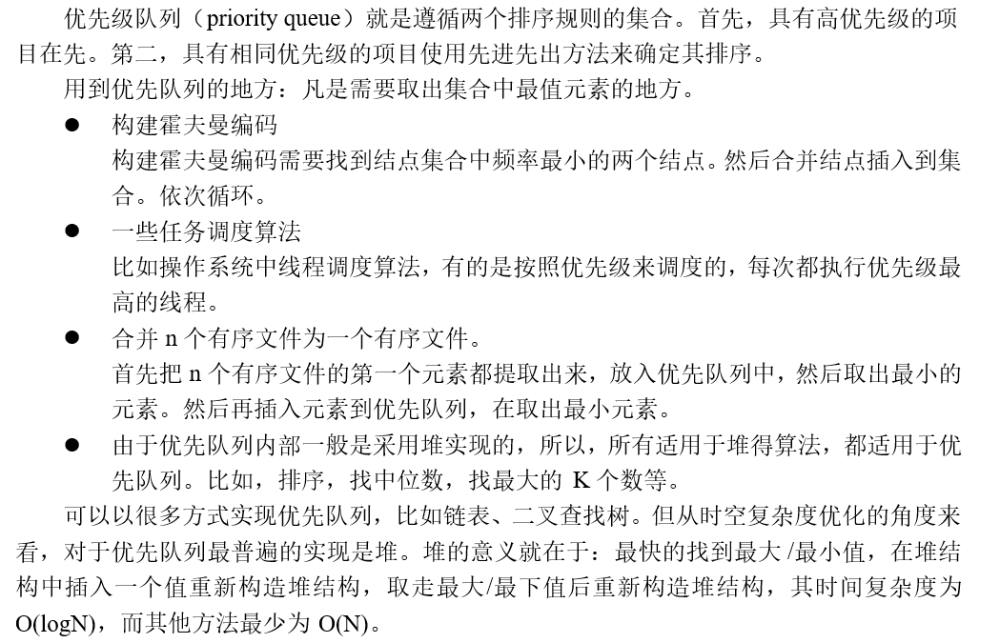 优先级队列（priority queue）就是遵循两个排序规则的集合。首先，具有高优先级的项
目在先。第二，具有相同优先级的项目使用先进先出方法来确定其排序。
用到优先队列的地方：凡是需要取出集合中最值元素的地方。
● 构建霍夫曼编码
构建霍夫曼编码需要找到结点集合中频率最小的两个结点。然后合并结点插入到集
合。依次循环。
● 一些任务调度算法
比如操作系统中线程调度算法，有的是按照优先级来调度的，每次都执行优先级最
高的线程。
● 合并 n 个有序文件为一个有序文件。
首先把 n 个有序文件的第一个元素都提取出来，放入优先队列中，然后取出最小的
元素。然后再插入元素到优先队列，在取出最小元素。
● 由于优先队列内部一般是采用堆实现的，所以，所有适用于堆得算法，都适用于优
先队列。比如，排序，找中位数，找最大的 K 个数等。
可以以很多方式实现优先队列，比如链表、二叉查找树。但从时空复杂度优化的角度来
看，对于优先队列最普遍的实现是堆。堆的意义就在于：最快的找到最大/最小值，在堆结
构中插入一个值重新构造堆结构，取走最大/最下值后重新构造堆结构，其时间复杂度为
O(logN)，而其他方法最少为 O(N)。